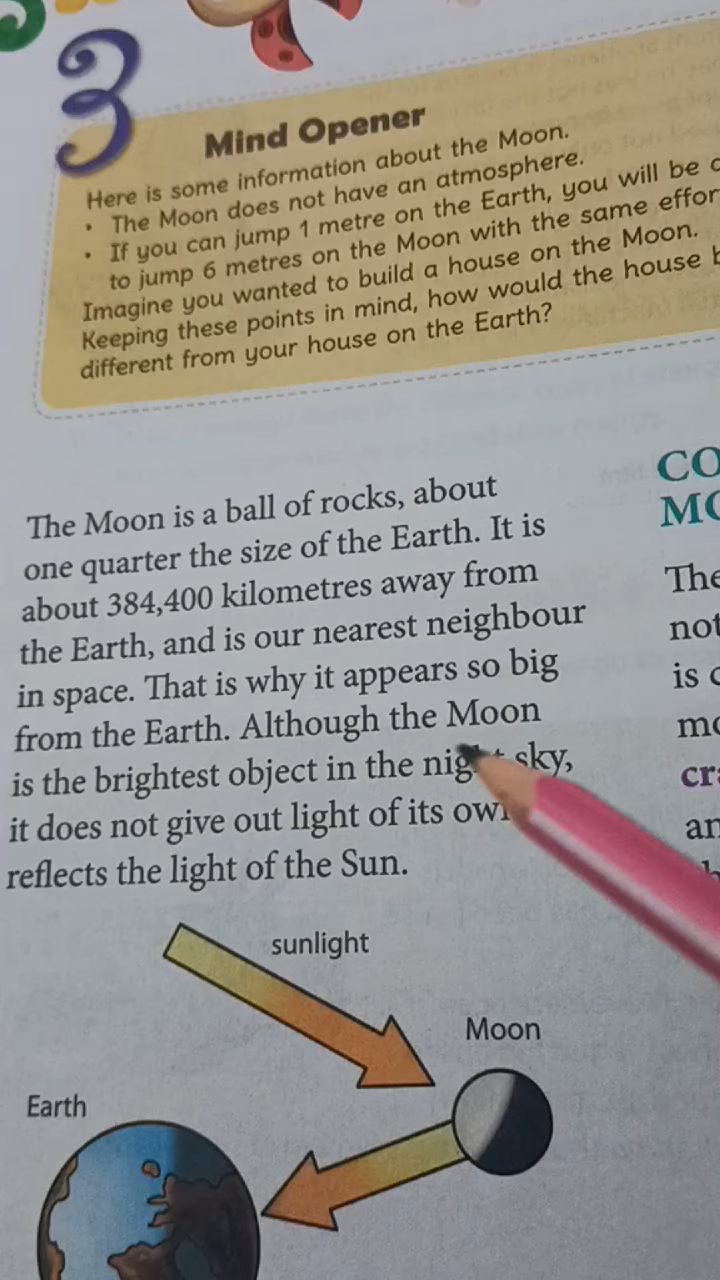 3
Mind Opener
Here is some information about the Moon.
• The Moon does not have an atmosphere.
• If you can jump 1 metre on the Earth, you will be
to jump 6 metres on the Moon with the same
Imagine you wanted to build a house on the Moon.
Keeping these points in mind, how would the house
different from your house on the Earth?
The Moon is a ball of rocks, about
one quarter the size of the Earth. It is
about 384,400 kilometres away from
the Earth, and is our nearest neighbour
in space. That is why it appears so big
from the Earth. Although the Moon
is the brightest object in the sky,
it does not give out light of its
reflects the light of the Sun.
sunlight
Moon
Earth
CO
MO
The
not
is
cr